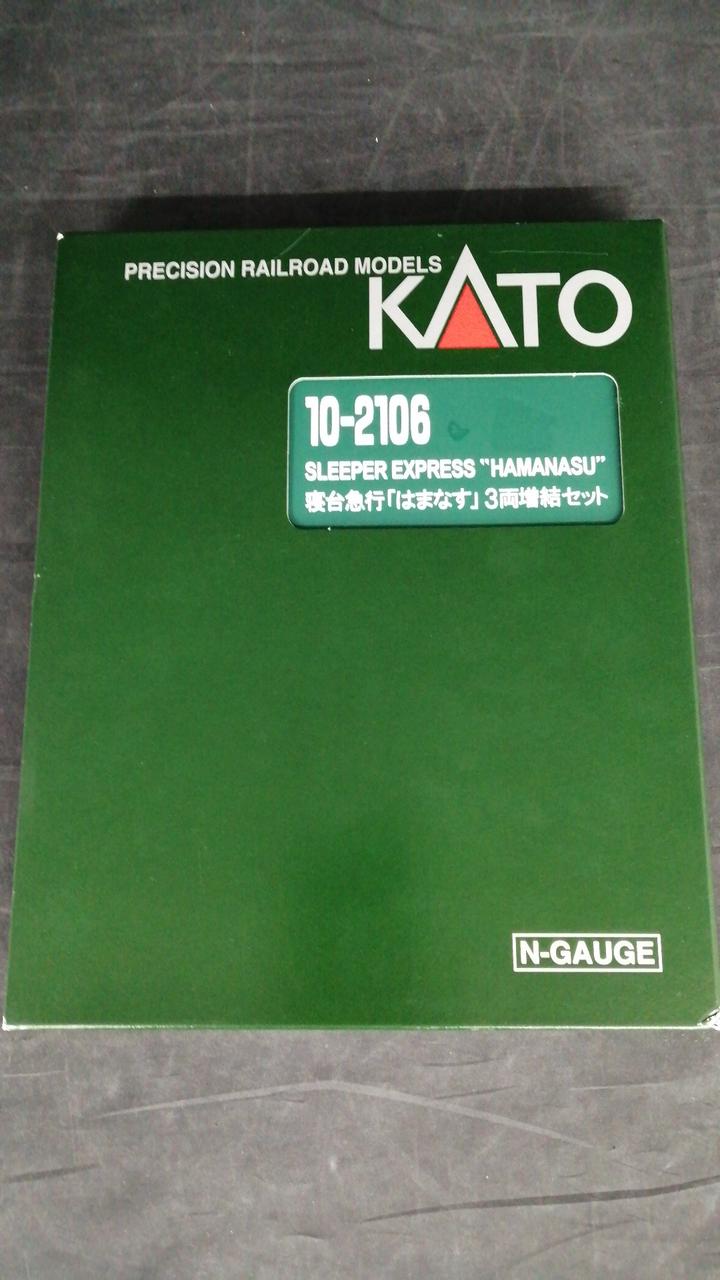 PRECISION RAILROAD MODELS
KATO
10-2106
SLEEPER EXPRESS "HAMANASU"
寝台急行「はまなす」3両増結セット
N-GAUGE